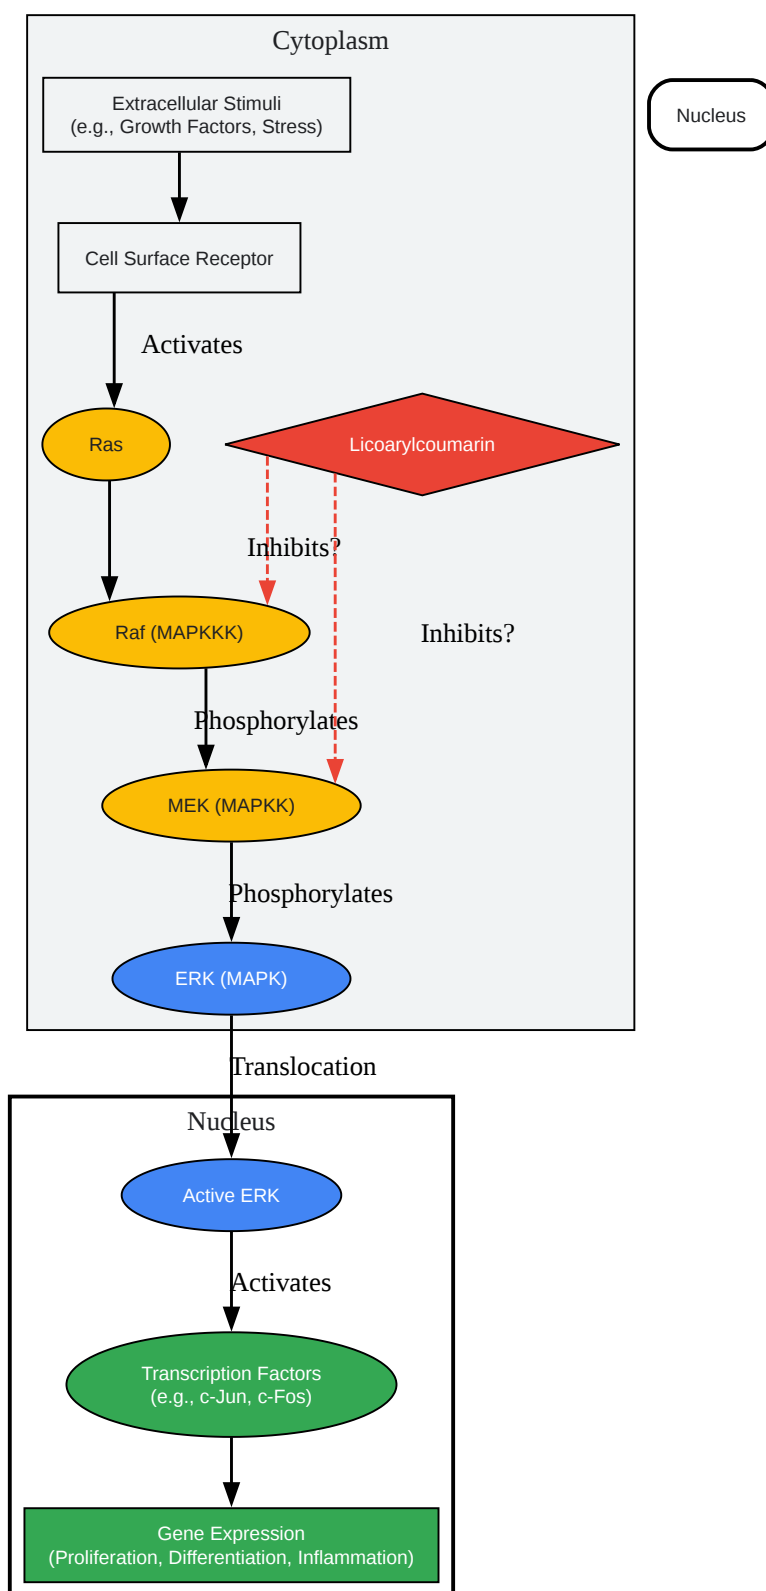 Cytoplasm
Extracellular Stimuli
(e.g., Growth Factors, Stress)
Nucleus
Cell Surface Receptor
Activates
Ras
Licoarylcoumarin
Inhibits?
Raf (MAPKKK)
Inhibits?
Phosphorylates
MEK (MAPKK)
Phosphorylates
ERK (MAPK)
Translocation
Nucleus
Active ERK
Activates
Transcription Factors
(e.g., c-Jun, c-Fos)
Gene Expression
(Proliferation, Differentiation, Inflammation)